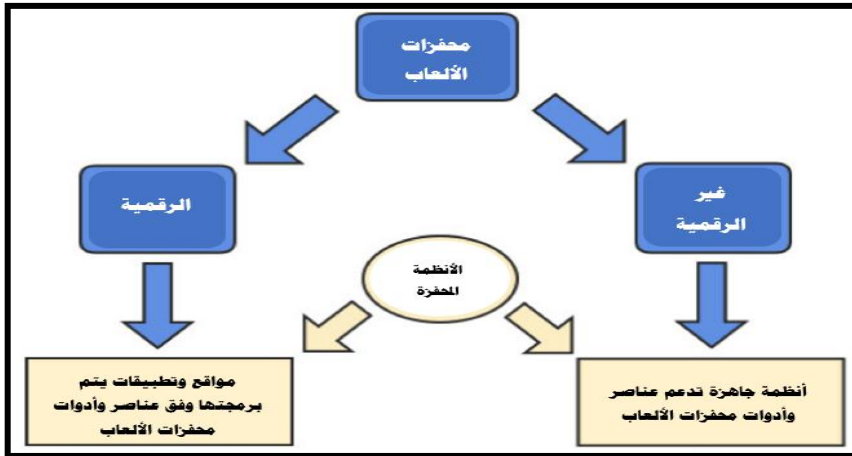 محفزات
الألعاب
غير
الرقمية
الرقمية
الأنظمة
المحفزة
أنظمة جاهزة تدعم عناصر
وأدوات محفزات الألعاب
مواقع وتطبيقات يتم
برمجتها وفق عناصر وأدوات
محفزات الألعاب